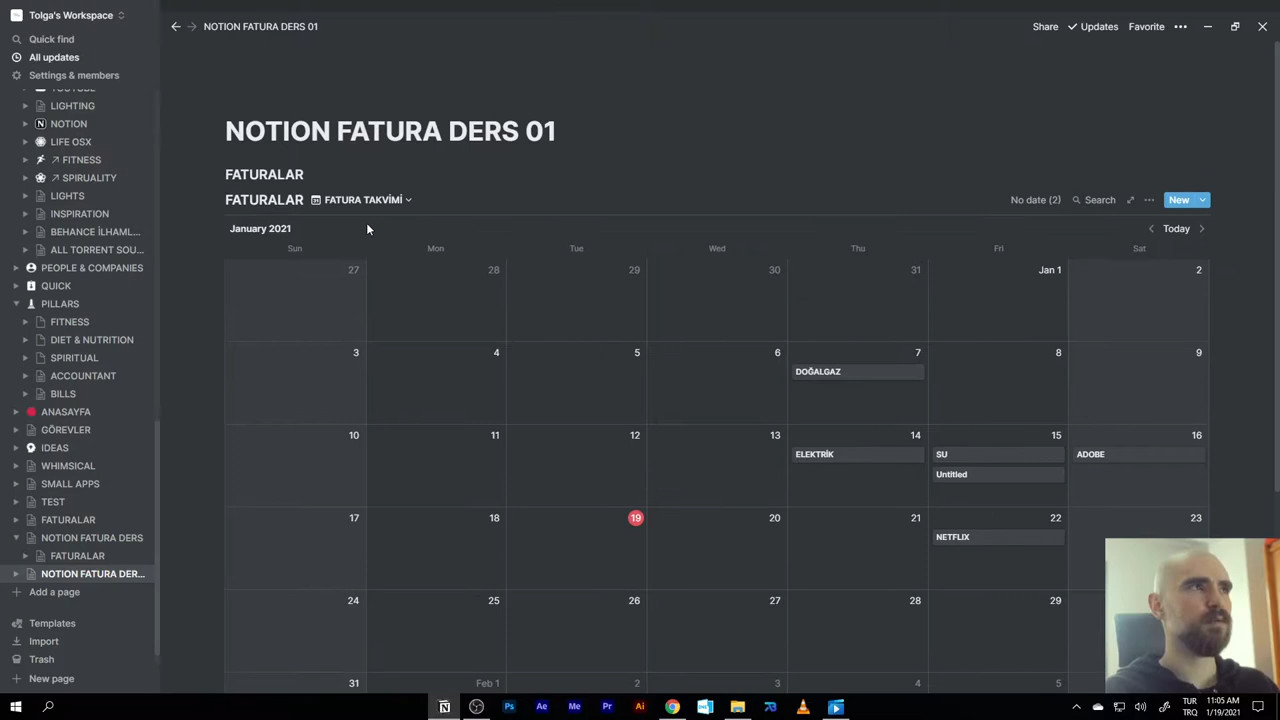 Tolga's Workspace
Quick find
All updates
Settings & members
LIGHTING
NOTION
LIFE OSX
FITNESS
SPIRUALITY
LIGHTS
INSPIRATION
BEHANCE İLHAML...
ALL TORRENT SOU...
PEOPLE & COMPANIES
QUICK
PILLARS
FITNESS
DIET & NUTRITION
SPIRITUAL
ACCOUNTANT
BILLS
ANASAYFA
GÖREVLER
IDEAS
WHIMSICAL
SMALL APPS
TEST
FATURALAR
NOTION FATURA DERS
FATURALAR
NOTION FATURA DER...
Add a page
Templates
Import
Trash
New page
NOTION FATURA DERS 01
Share Updates Favorite
NOTION FATURA DERS 01
FATURALAR
FATURALAR FATURA TAKVİMİ No date (2) Search New
January 2021 Today
Sun Mon Tue Wed Thu Fri Sat
27 28 29 30 31 Jan 1 2
3 4 5 6 7 8 9
DOĞALGAZ
10 11 12 13 14 15 16
ELEKTRİK SU ADOBE
Untitled
17 18 19 20 21 22 23
NETFLIX
24 25 26 27 28 29
31 Feb 1 2 3 4 5
Ps Ae Me Pr Ai
TUR 11:05 AM
TRQ 1/19/2021